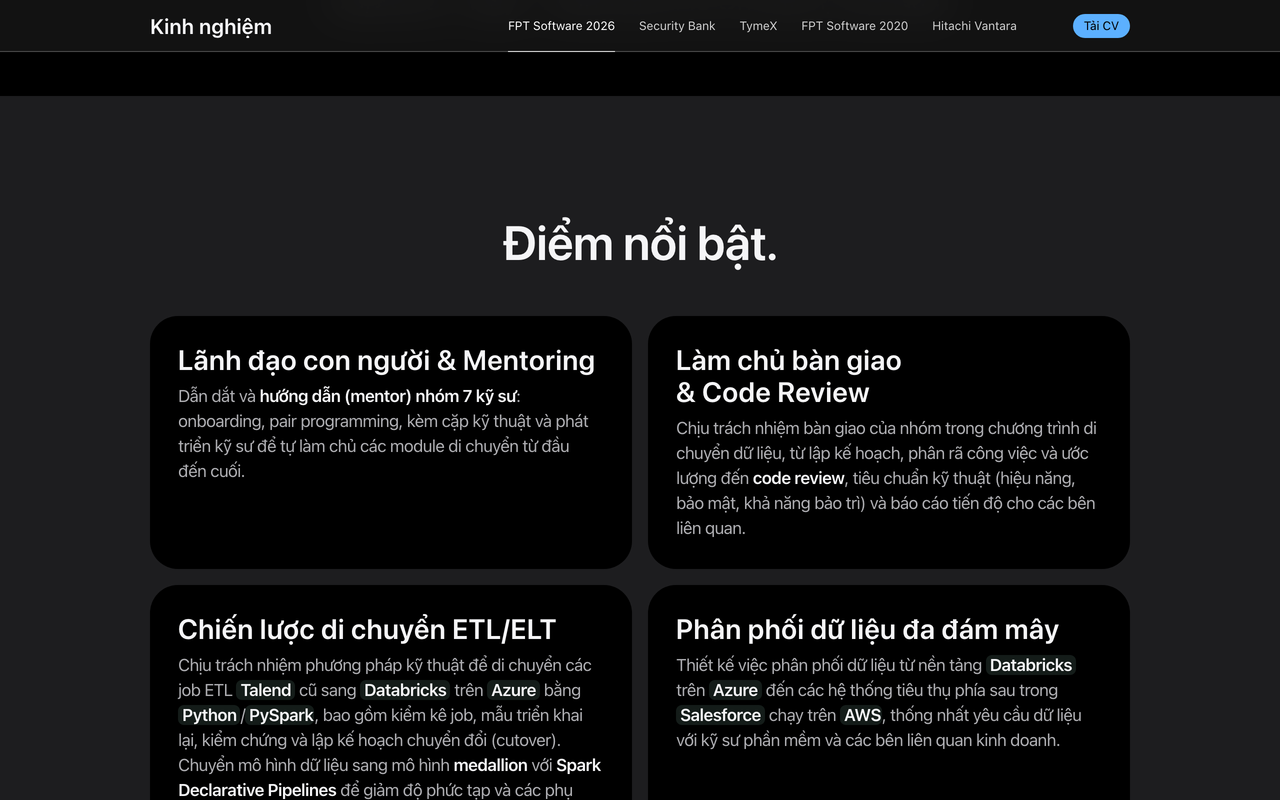 Kinh nghiệm
FPT Software 2026
Security Bank
TymeX
FPT Software 2020
Hitachi Vantara
Tải CV
Điểm nổi bật.
Lãnh đạo con người & Mentoring
Dẫn dắt và hướng dẫn (mentor) nhóm 7 kỹ sư:
onboarding, pair programming, kèm cặp kỹ thuật và phát
triển kỹ sư để tự làm chủ các module di chuyển từ đầu
đến cuối.
Làm chủ bàn giao
& Code Review
Chịu trách nhiệm bàn giao của nhóm trong chương trình di
chuyển dữ liệu, từ lập kế hoạch, phân rã công việc và ước
lượng đến code review, tiêu chuẩn kỹ thuật (hiệu năng,
bảo mật, khả năng bảo trì) và báo cáo tiến độ cho các bên
liên quan.
Chiến lược di chuyển ETL/ELT
Chịu trách nhiệm phương pháp kỹ thuật để di chuyển các
job ETL Talend cũ sang Databricks trên Azure bằng
Python / PySpark, bao gồm kiểm kê job, mẫu triển khai
lại, kiểm chứng và lập kế hoạch chuyển đổi (cutover).
Chuyển mô hình dữ liệu sang mô hình medallion với Spark
Declarative Pipelines để giảm độ phức tạp và các phụ
Phân phối dữ liệu đa đám mây
Thiết kế việc phân phối dữ liệu từ nền tảng Databricks
trên Azure đến các hệ thống tiêu thụ phía sau trong
Salesforce chạy trên AWS, thống nhất yêu cầu dữ liệu
với kỹ sư phần mềm và các bên liên quan kinh doanh.